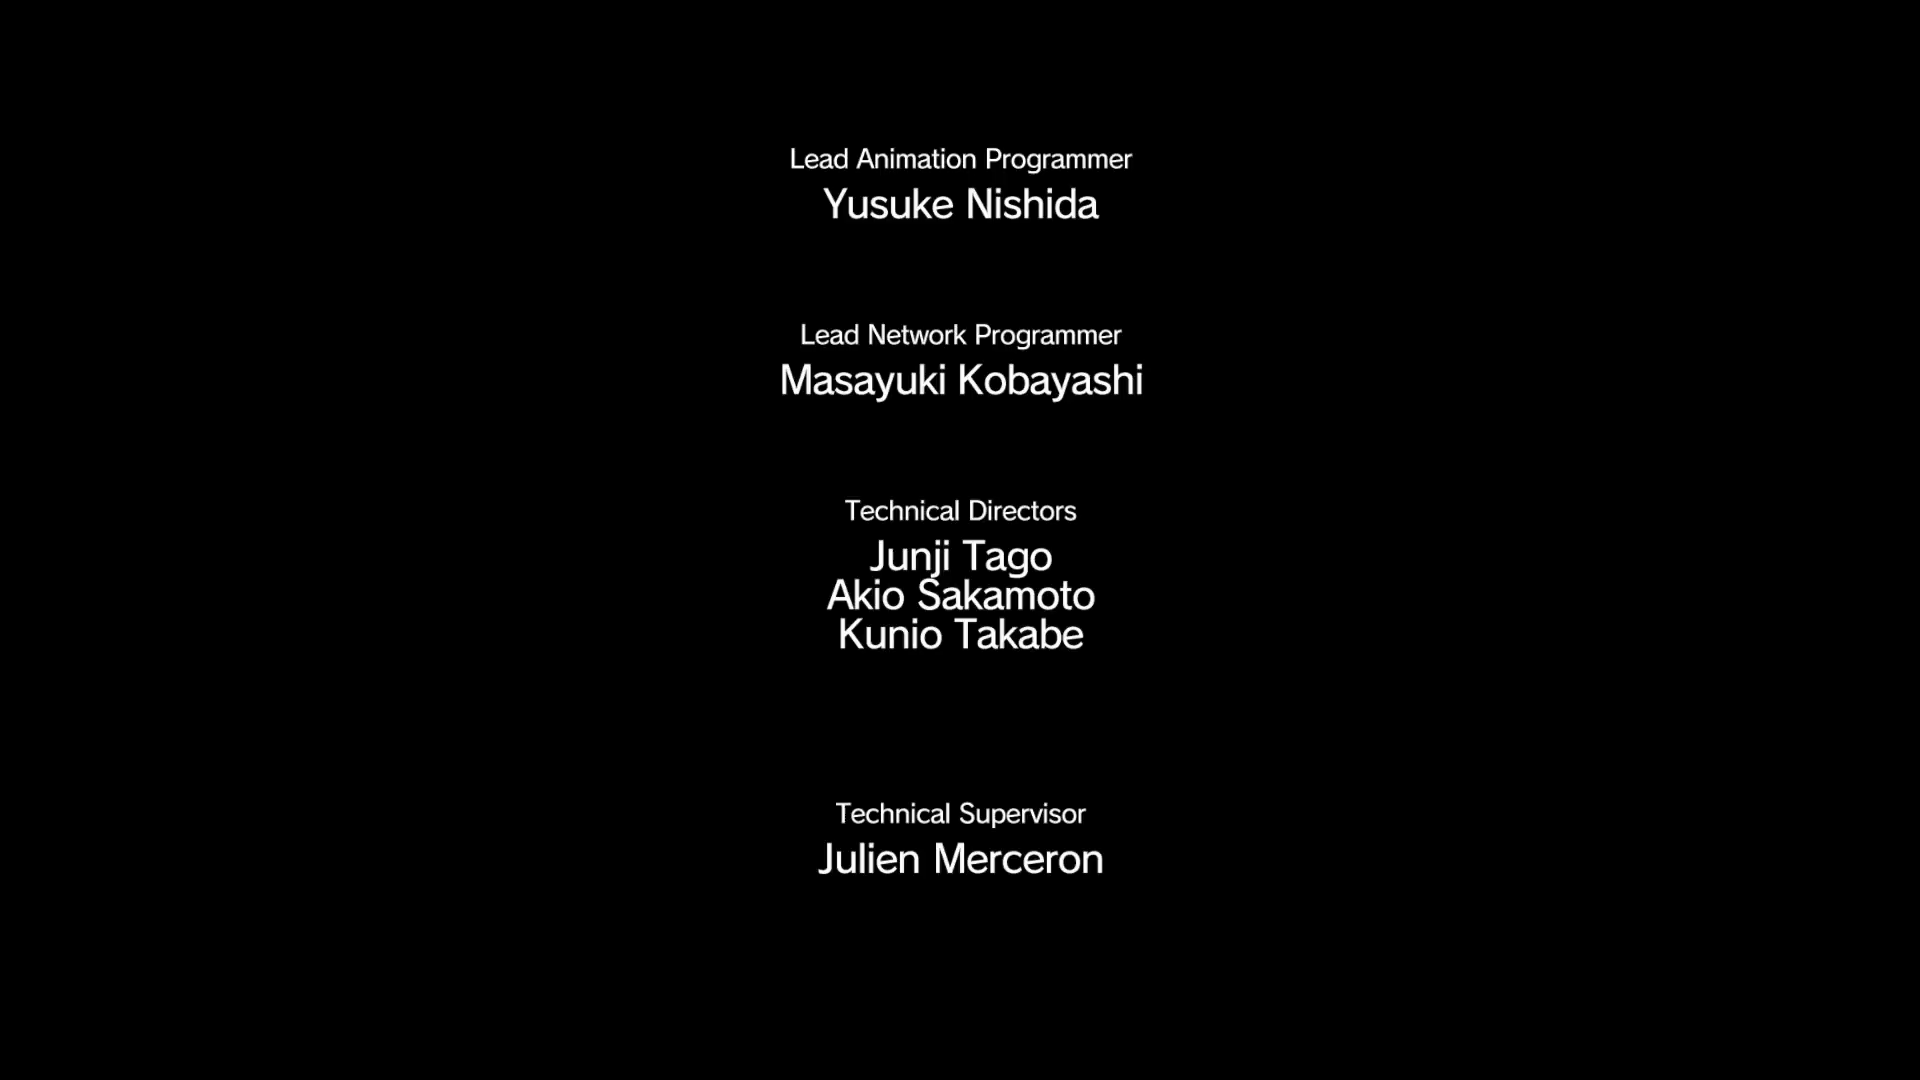 Lead Animation Programmer
Yusuke Nishida
Lead Network Programmer
Masayuki Kobayashi
Technical Directors
Junji Tago
Akio Sakamoto
Kunio Takabe
Technical Supervisor
Julien Merceron